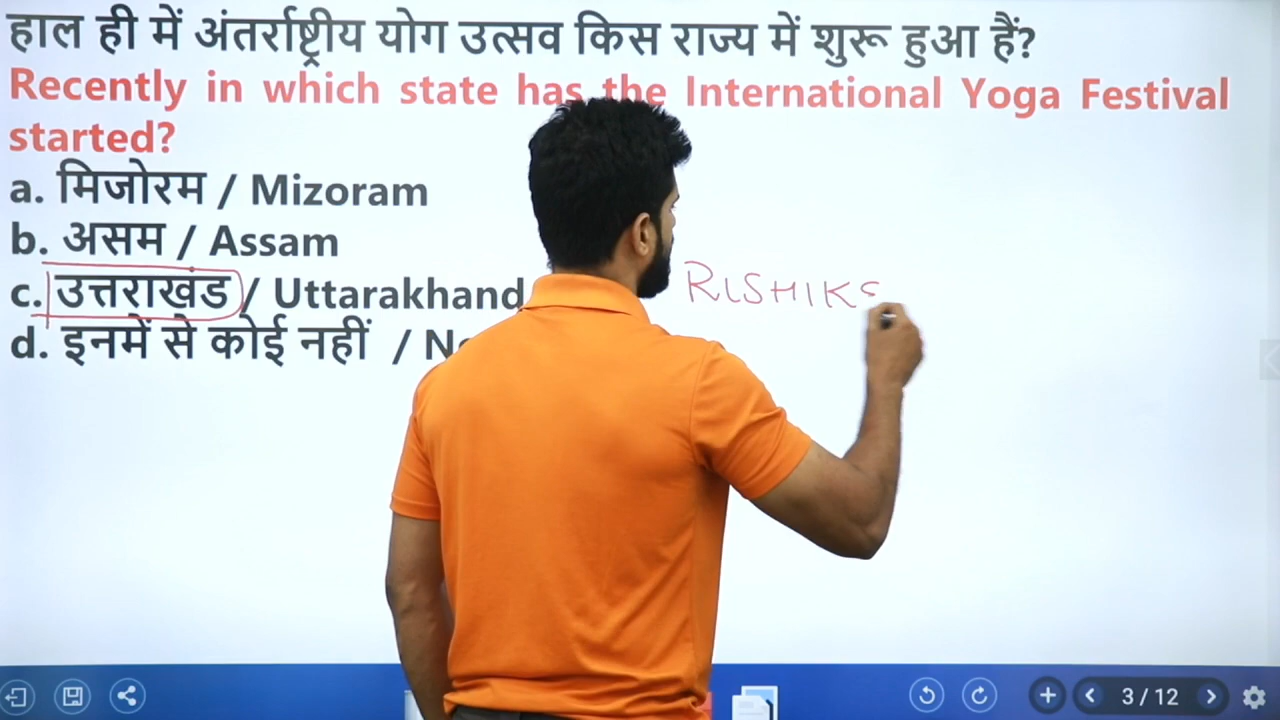 हाल ही में अंतर्राष्ट्रीय योग उत्सव किस राज्य में शुरू हुआ हैं?
Recently in which state has the International Yoga Festival
started?
a. मिजोरम / Mizoram
b. असम / Assam
c. उत्तराखंड / Uttarakhand
RISHIK
d. इनमें से कोई नहीं /
3 / 12